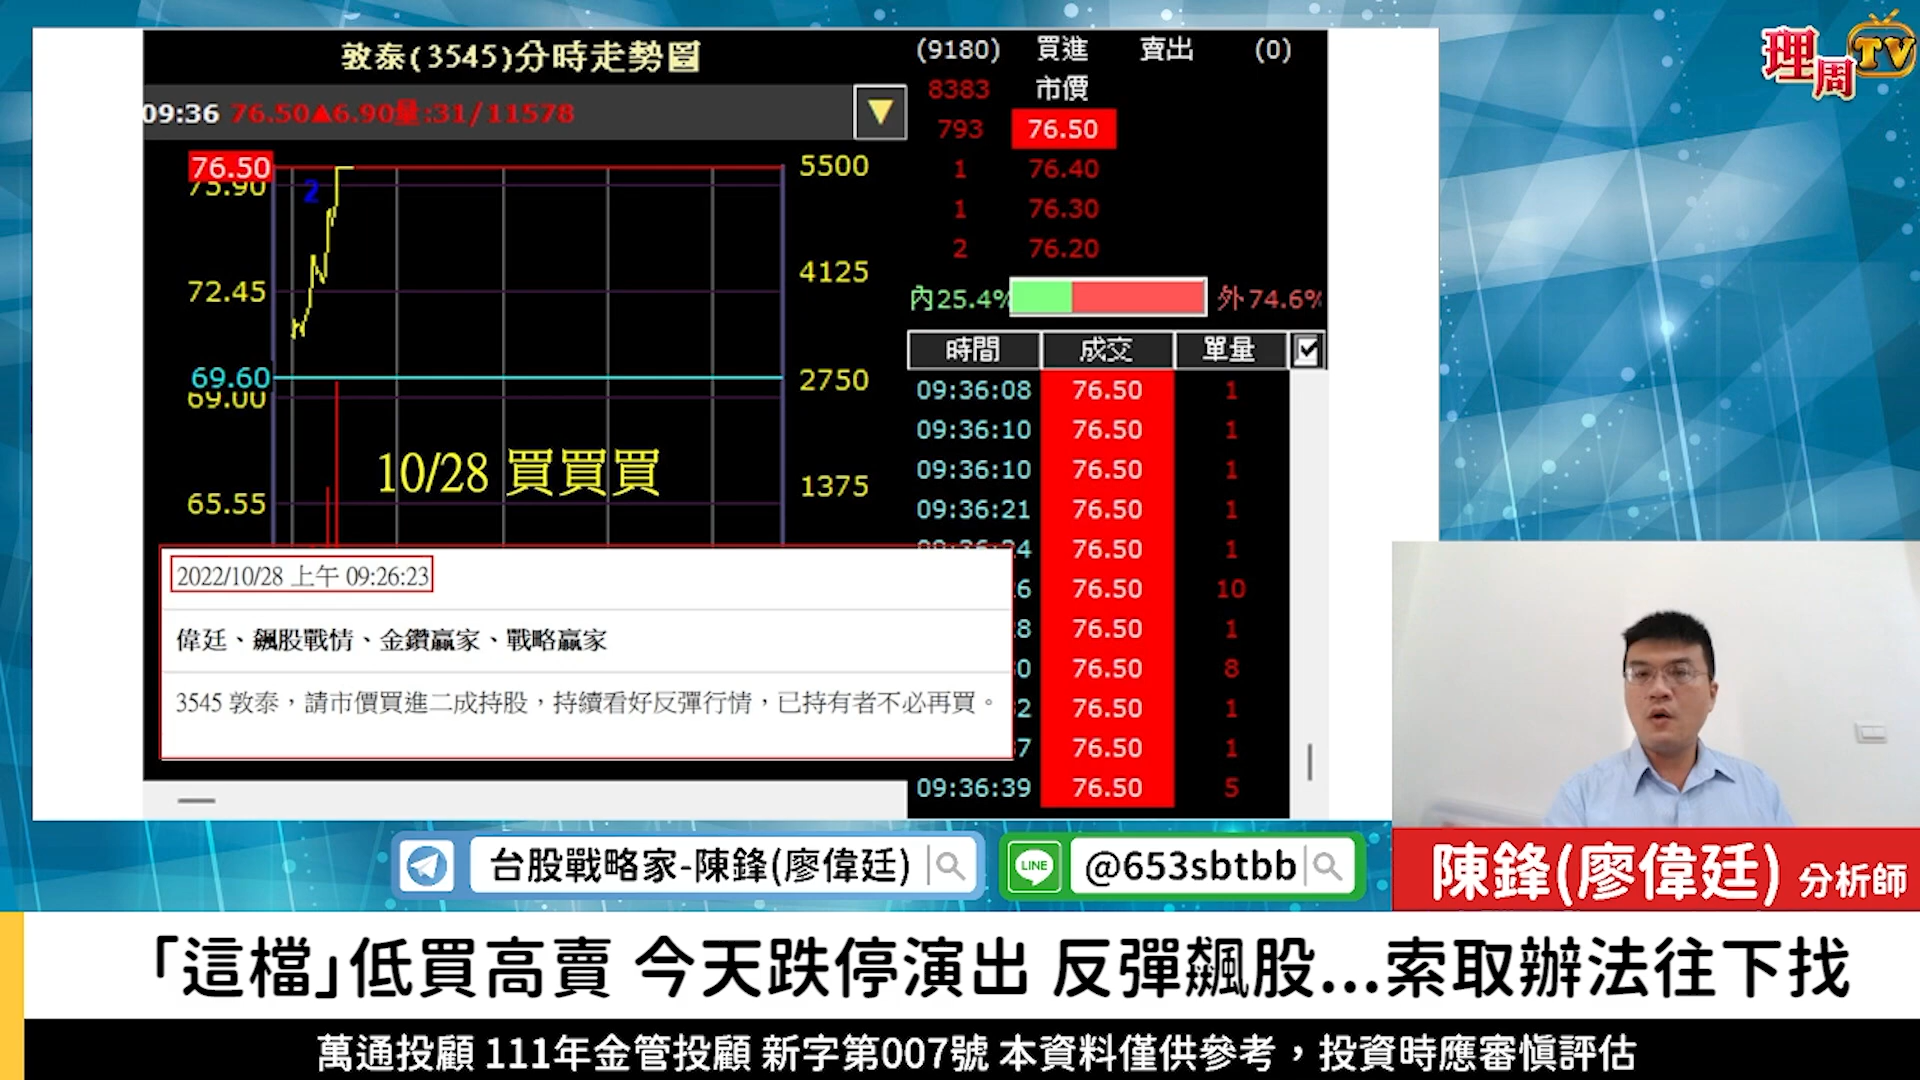 敦泰(3545)分時走勢圖
09:36 76.50▲6.90量:31/11578
▼
76.50
75.90
72.45
69.60
69.00
65.55
2
5500
4125
2750
1375
10/28 買買買
(9180) 買進 賣出 (0)
8383 市價
793 76.50
1 76.40
1 76.30
2 76.20
內25.4% 外74.6%
時間 成交 單量
09:36:08 76.50 1
09:36:10 76.50 1
09:36:10 76.50 1
09:36:21 76.50 1
4 76.50 1
6 76.50 10
8 76.50 1
0 76.50 8
2 76.50 1
7 76.50 1
09:36:39 76.50 5
2022/10/28 上午 09:26:23
偉廷、飆股戰情、金鑽贏家、戰略贏家
3545 敦泰，請市價買進二成持股，持續看好反彈行情，已持有者不必再買。
理周TV
台股戰略家-陳鋒(廖偉廷)
LINE
@653sbtbb
陳鋒(廖偉廷) 分析師
「這檔」低買高賣 今天跌停演出 反彈飆股...索取辦法往下找
萬通投顧 111年金管投顧 新字第007號 本資料僅供參考，投資時應審慎評估